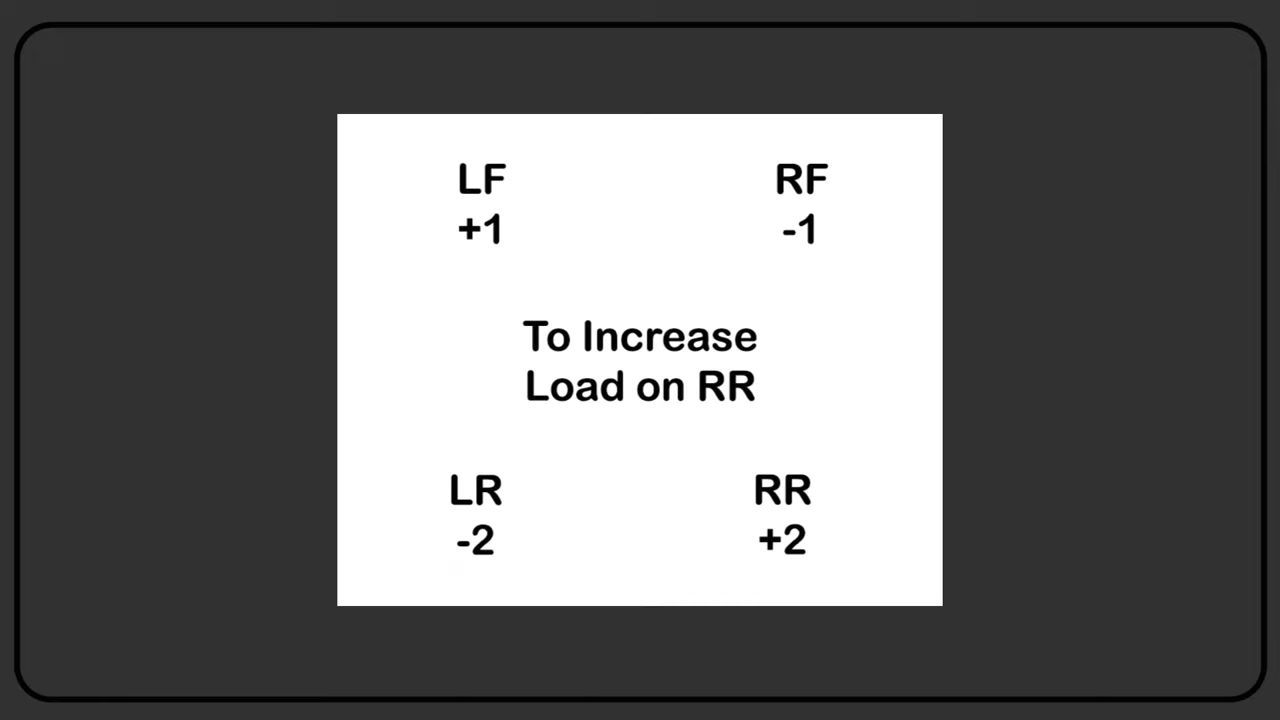 LF RF
+1 -1
To Increase
Load on RR
LR RR
-2 +2